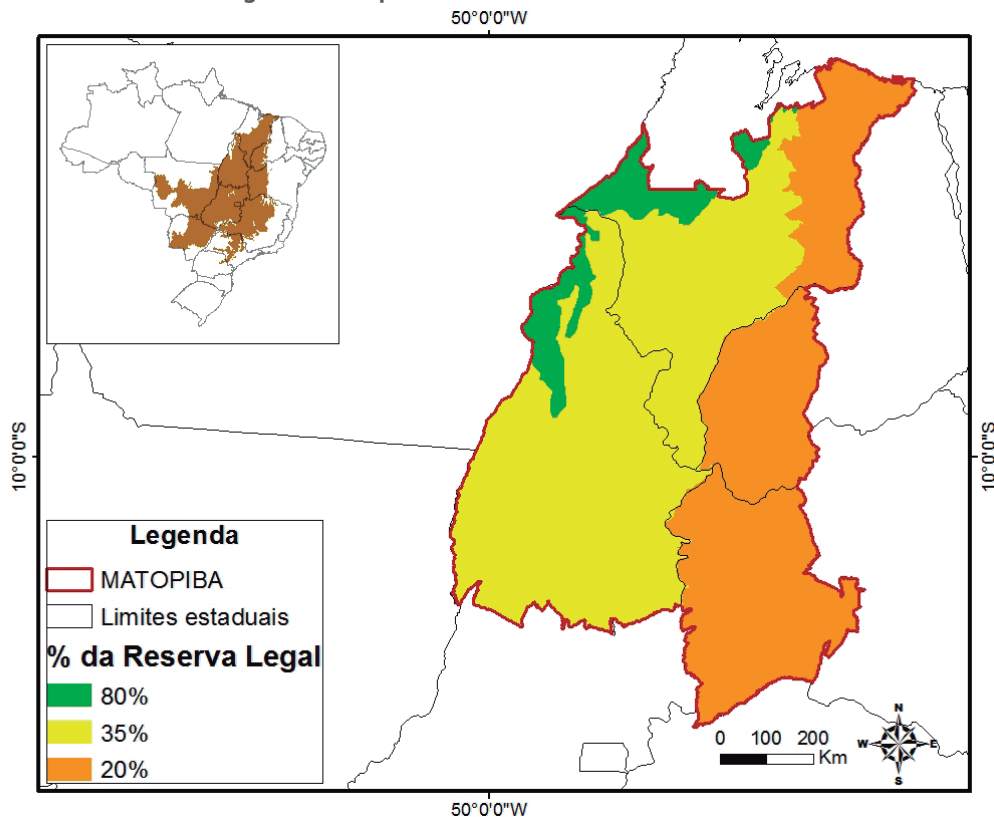 50°0'0"W
10°0'0"S
10°0'0"S
Legenda
MATOPIBA
Limites estaduais
% da Reserva Legal
80%
35%
20%
N
W
E
S
0 100 200
Km
50°0'0"W